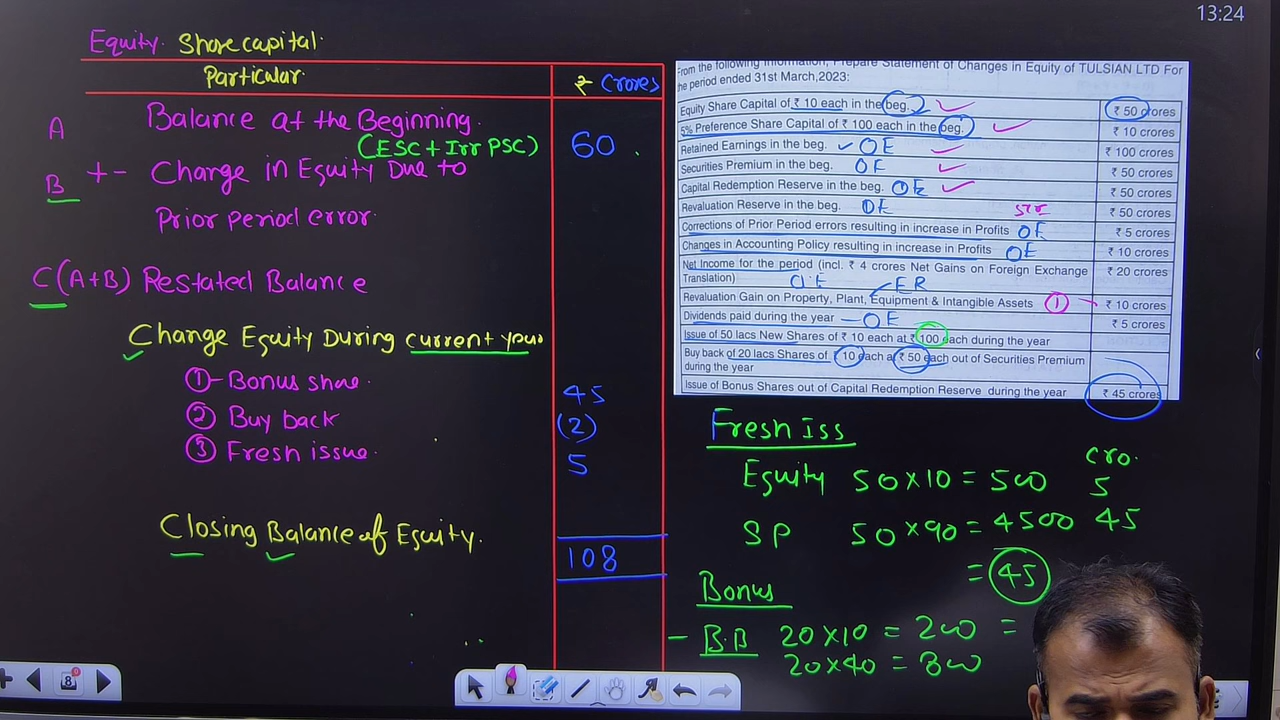 13:24
Equity Share capital.
Particular
₹ Crores
A Balance at the Beginning.
(ESC + Irr PSC) 60
B +- Change in Equity Due to
Prior period error
C (A+B) Restated Balance
Change Equity During current year
① Bonus share. 45
② Buy back (2)
③ Fresh issue. 5
Closing Balance of Equity. 108
From the following information, Prepare Statement of Changes in Equity of TULSIAN LTD For
the period ended 31st March,2023:
Equity Share Capital of ₹ 10 each in the beg. ₹ 50 crores
5% Preference Share Capital of ₹ 100 each in the beg. ₹ 10 crores
Retained Earnings in the beg. OE ₹ 100 crores
Securities Premium in the beg. OE ₹ 50 crores
Capital Redemption Reserve in the beg. OE ₹ 50 crores
Revaluation Reserve in the beg. OE ₹ 50 crores
Corrections of Prior Period errors resulting in increase in Profits OE ₹ 5 crores
Changes in Accounting Policy resulting in increase in Profits OE ₹ 10 crores
Net Income for the period (incl. ₹ 4 crores Net Gains on Foreign Exchange ₹ 20 crores
Translation) OE FR
Revaluation Gain on Property, Plant, Equipment & Intangible Assets ① ₹ 10 crores
Dividends paid during the year – OE ₹ 5 crores
Issue of 50 lacs New Shares of ₹ 10 each at ₹ 100 each during the year
Buy back of 20 lacs Shares of ₹ 10 each at ₹ 50 each out of Securities Premium
during the year
Issue of Bonus Shares out of Capital Redemption Reserve during the year ₹ 45 crores
Fresh iss
cro.
Equity 50×10 = 500 5
SP 50×90 = 4500 45
Bonus = 45
- B.B 20×10 = 200 =
20×40 = 800
8